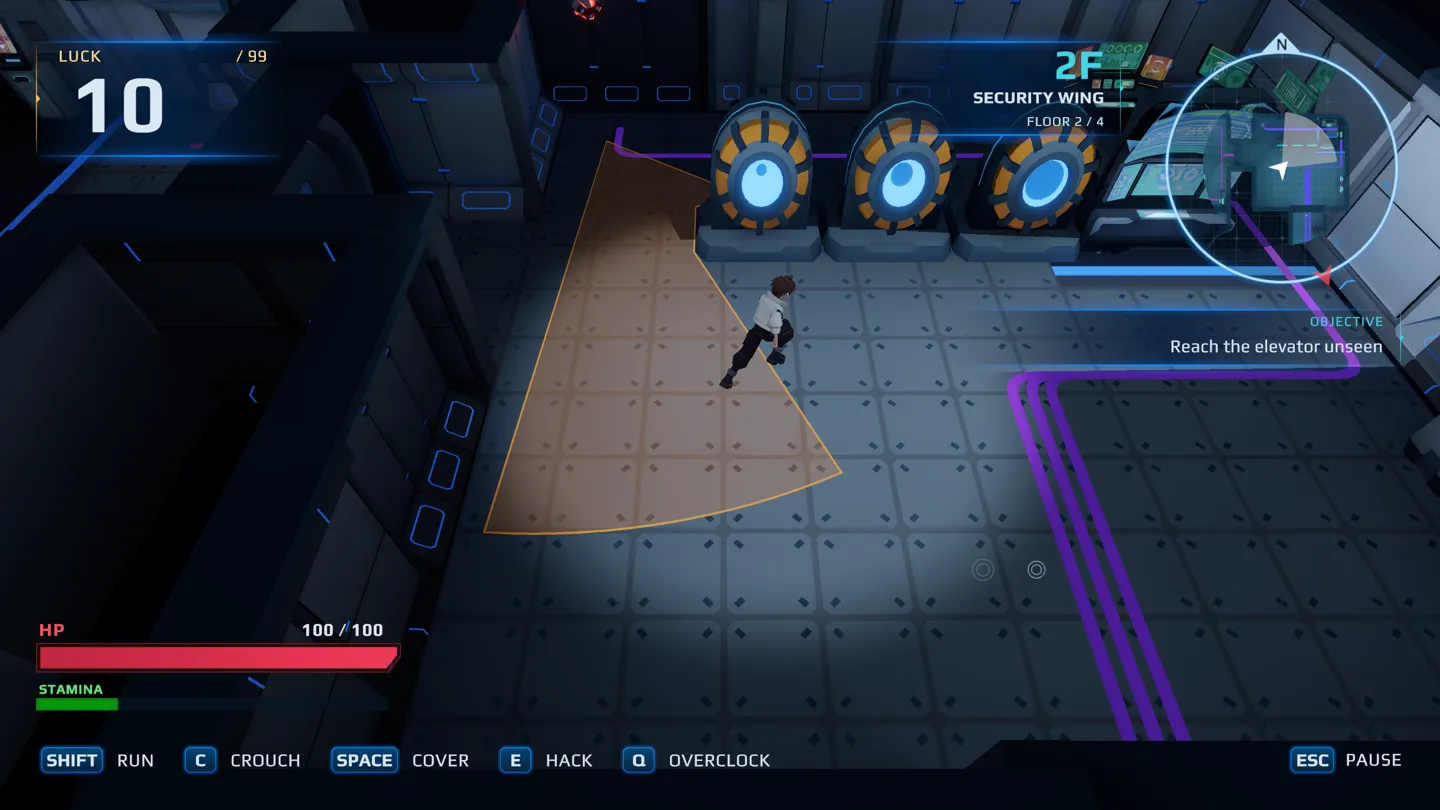 LUCK / 99
10
2F
SECURITY WING
FLOOR 2 / 4
N
OBJECTIVE
Reach the elevator unseen
HP 100 / 100
STAMINA
SHIFT RUN C CROUCH SPACE COVER E HACK Q OVERCLOCK ESC PAUSE